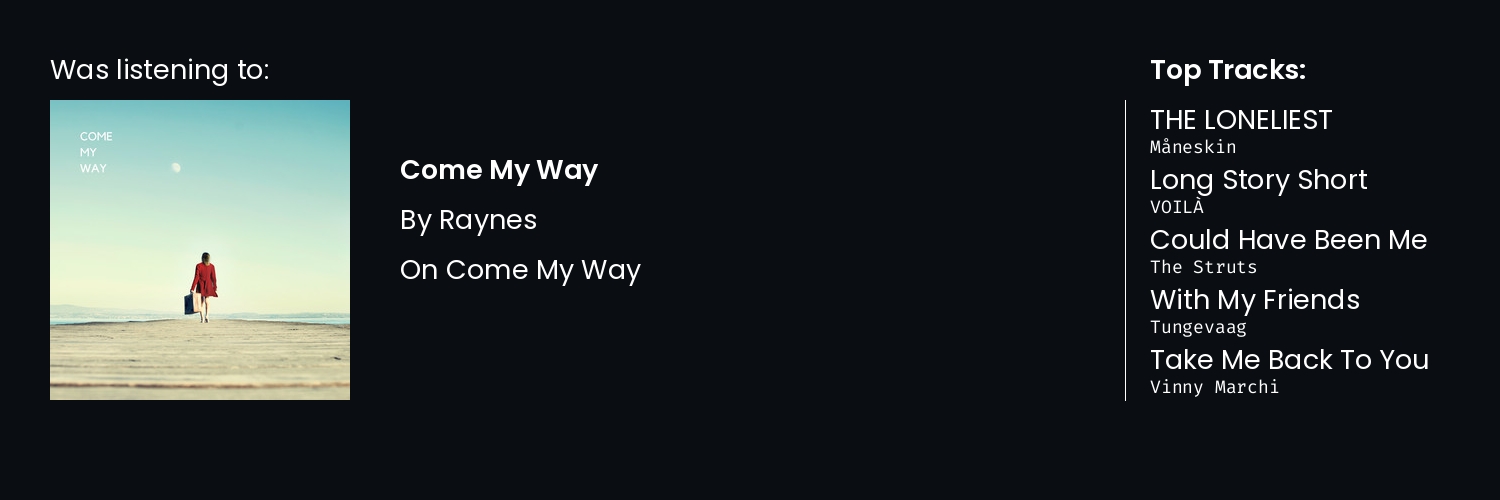 Was listening to:
COME
MY
WAY
Come My Way
By Raynes
On Come My Way
Top Tracks:
THE LONELIEST
Måneskin
Long Story Short
VOILÀ
Could Have Been Me
The Struts
With My Friends
Tungevaag
Take Me Back To You
Vinny Marchi